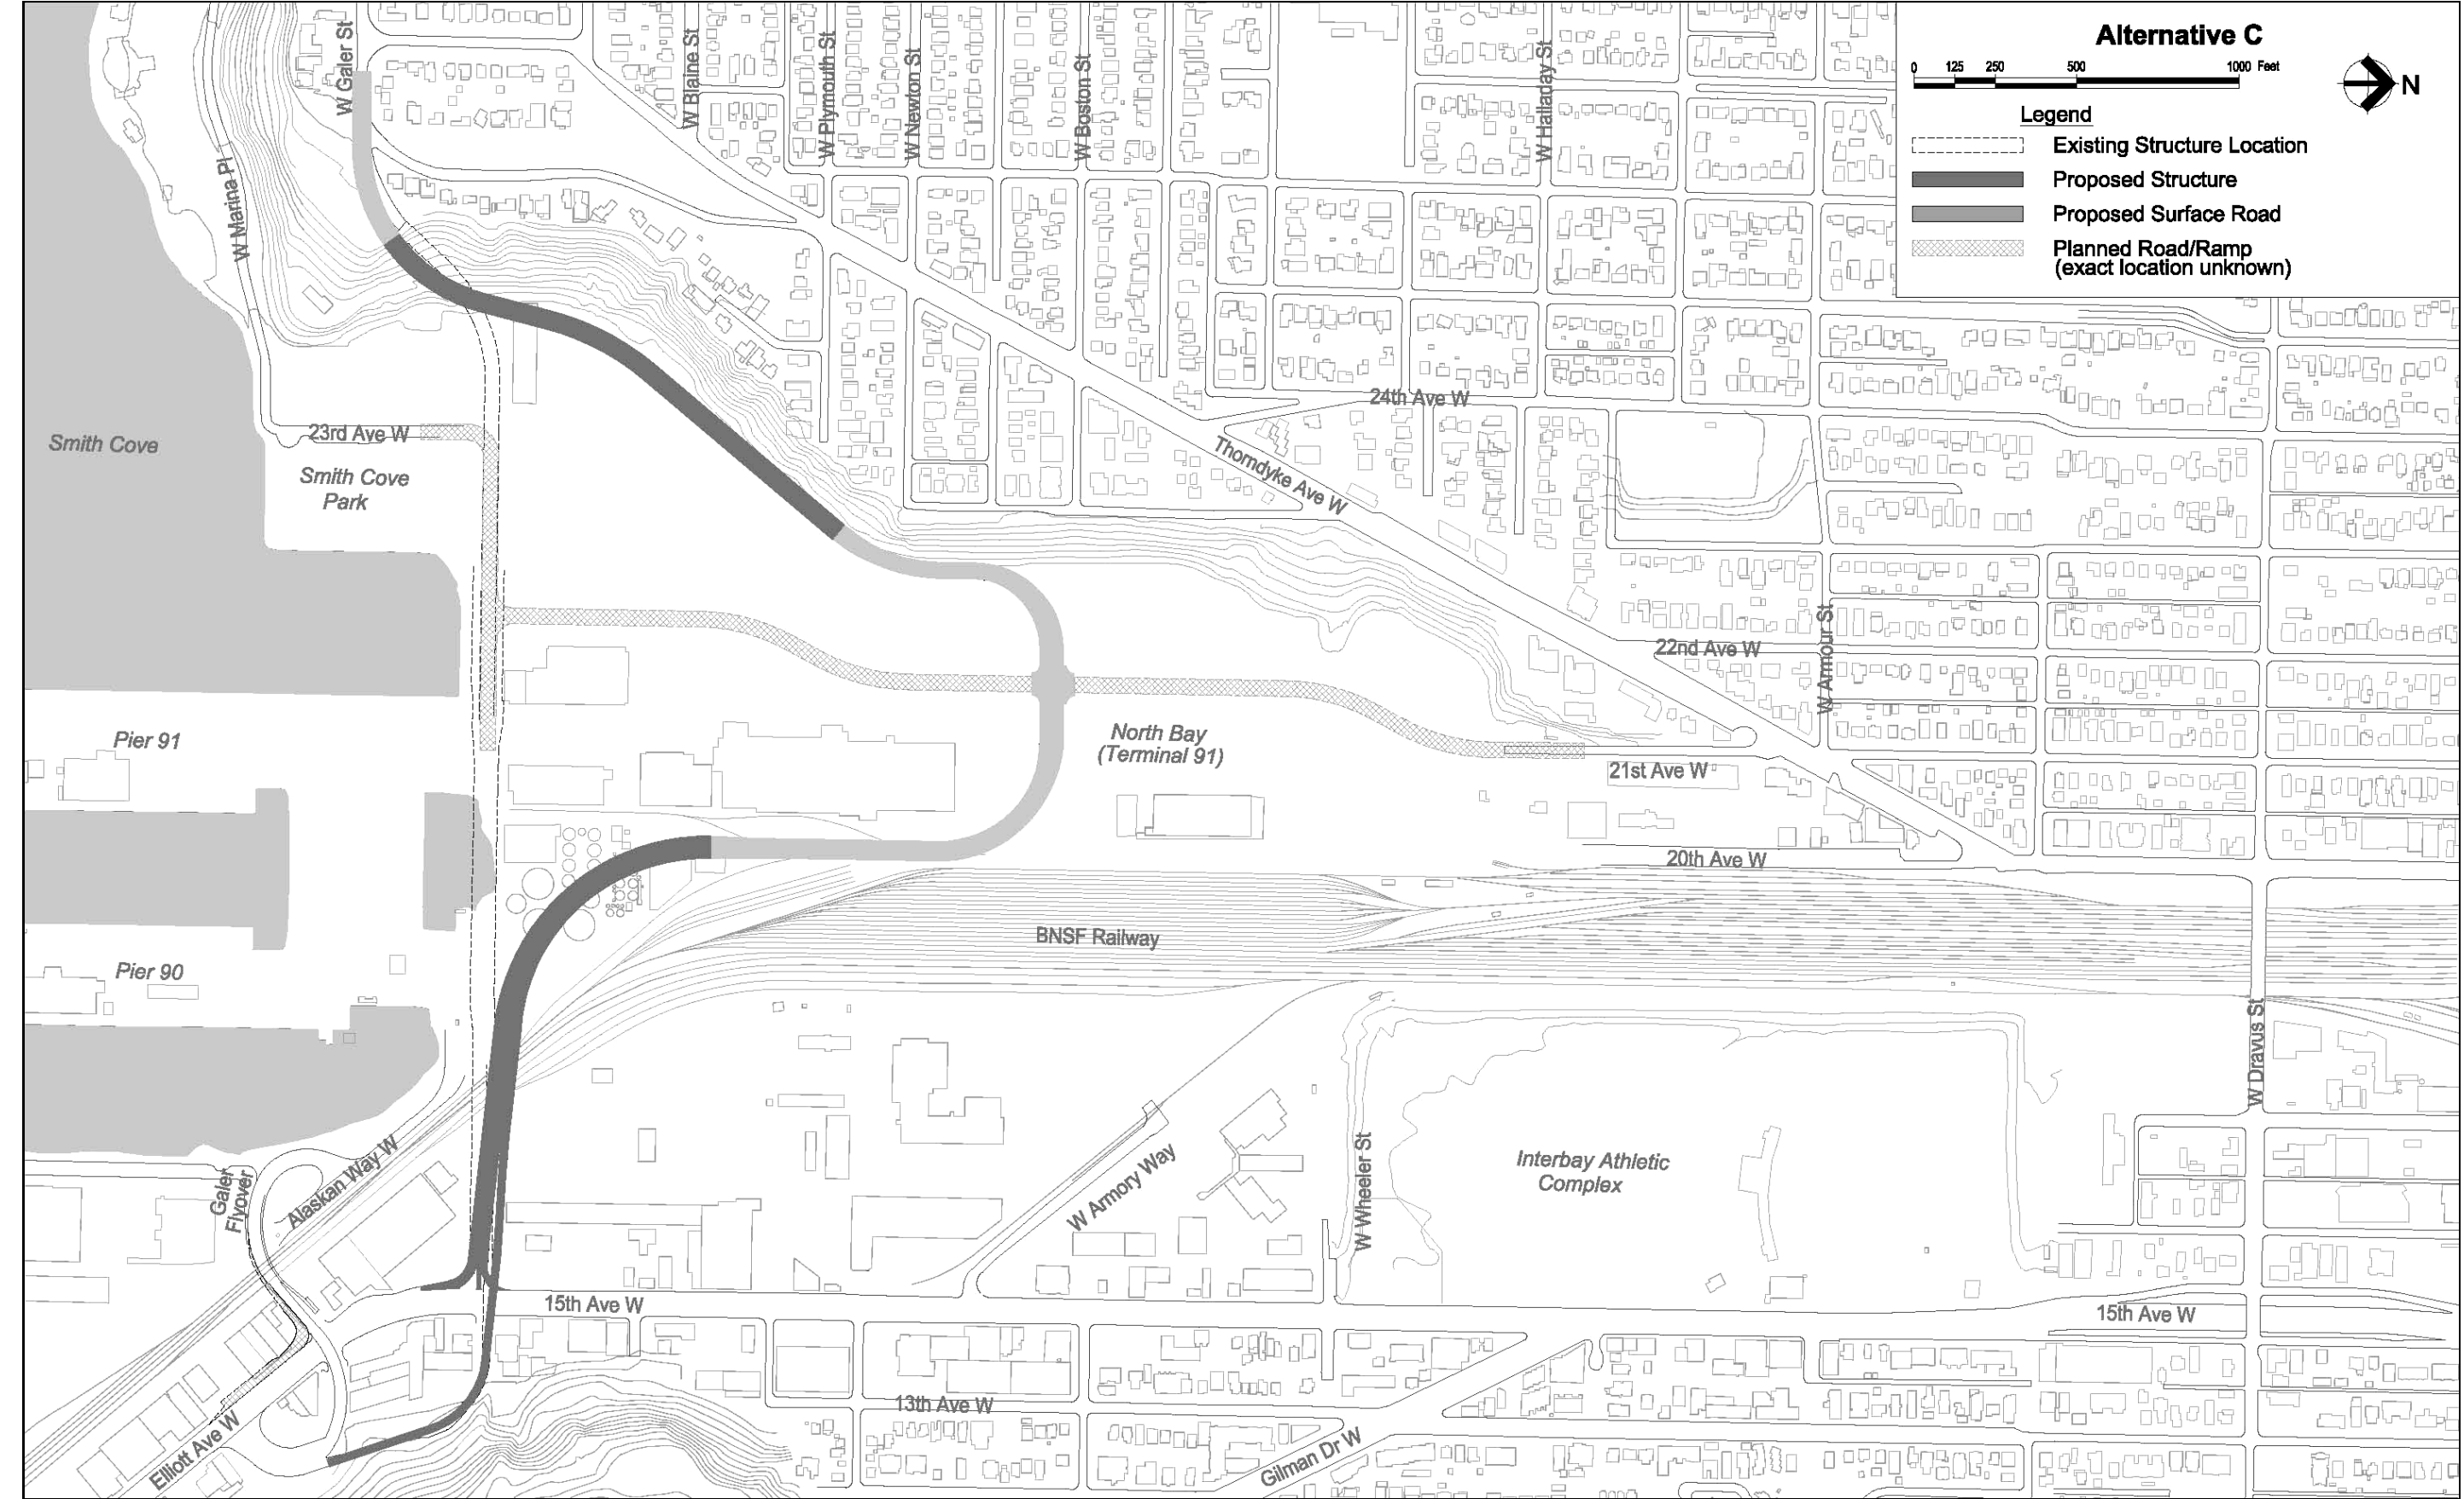 Alternative C
0 125 250 500 1000 Feet
N
Legend
Existing Structure Location
Proposed Structure
Proposed Surface Road
Planned Road/Ramp
(exact location unknown)
W Galer St
W Blaine St
W Plymouth St
W Newton St
W Boston St
W Halladay St
W Marina Pl
24th Ave W
Thorndyke Ave W
23rd Ave W
Smith Cove
Smith Cove
Park
22nd Ave W
W Armour St
Pier 91
North Bay
(Terminal 91)
21st Ave W
20th Ave W
BNSF Railway
Pier 90
W Dravus St
Galer
Flyover
Alaskan Way W
W Armory Way
W Wheeler St
Interbay Athletic
Complex
15th Ave W
15th Ave W
13th Ave W
Elliott Ave W
Gilman Dr W